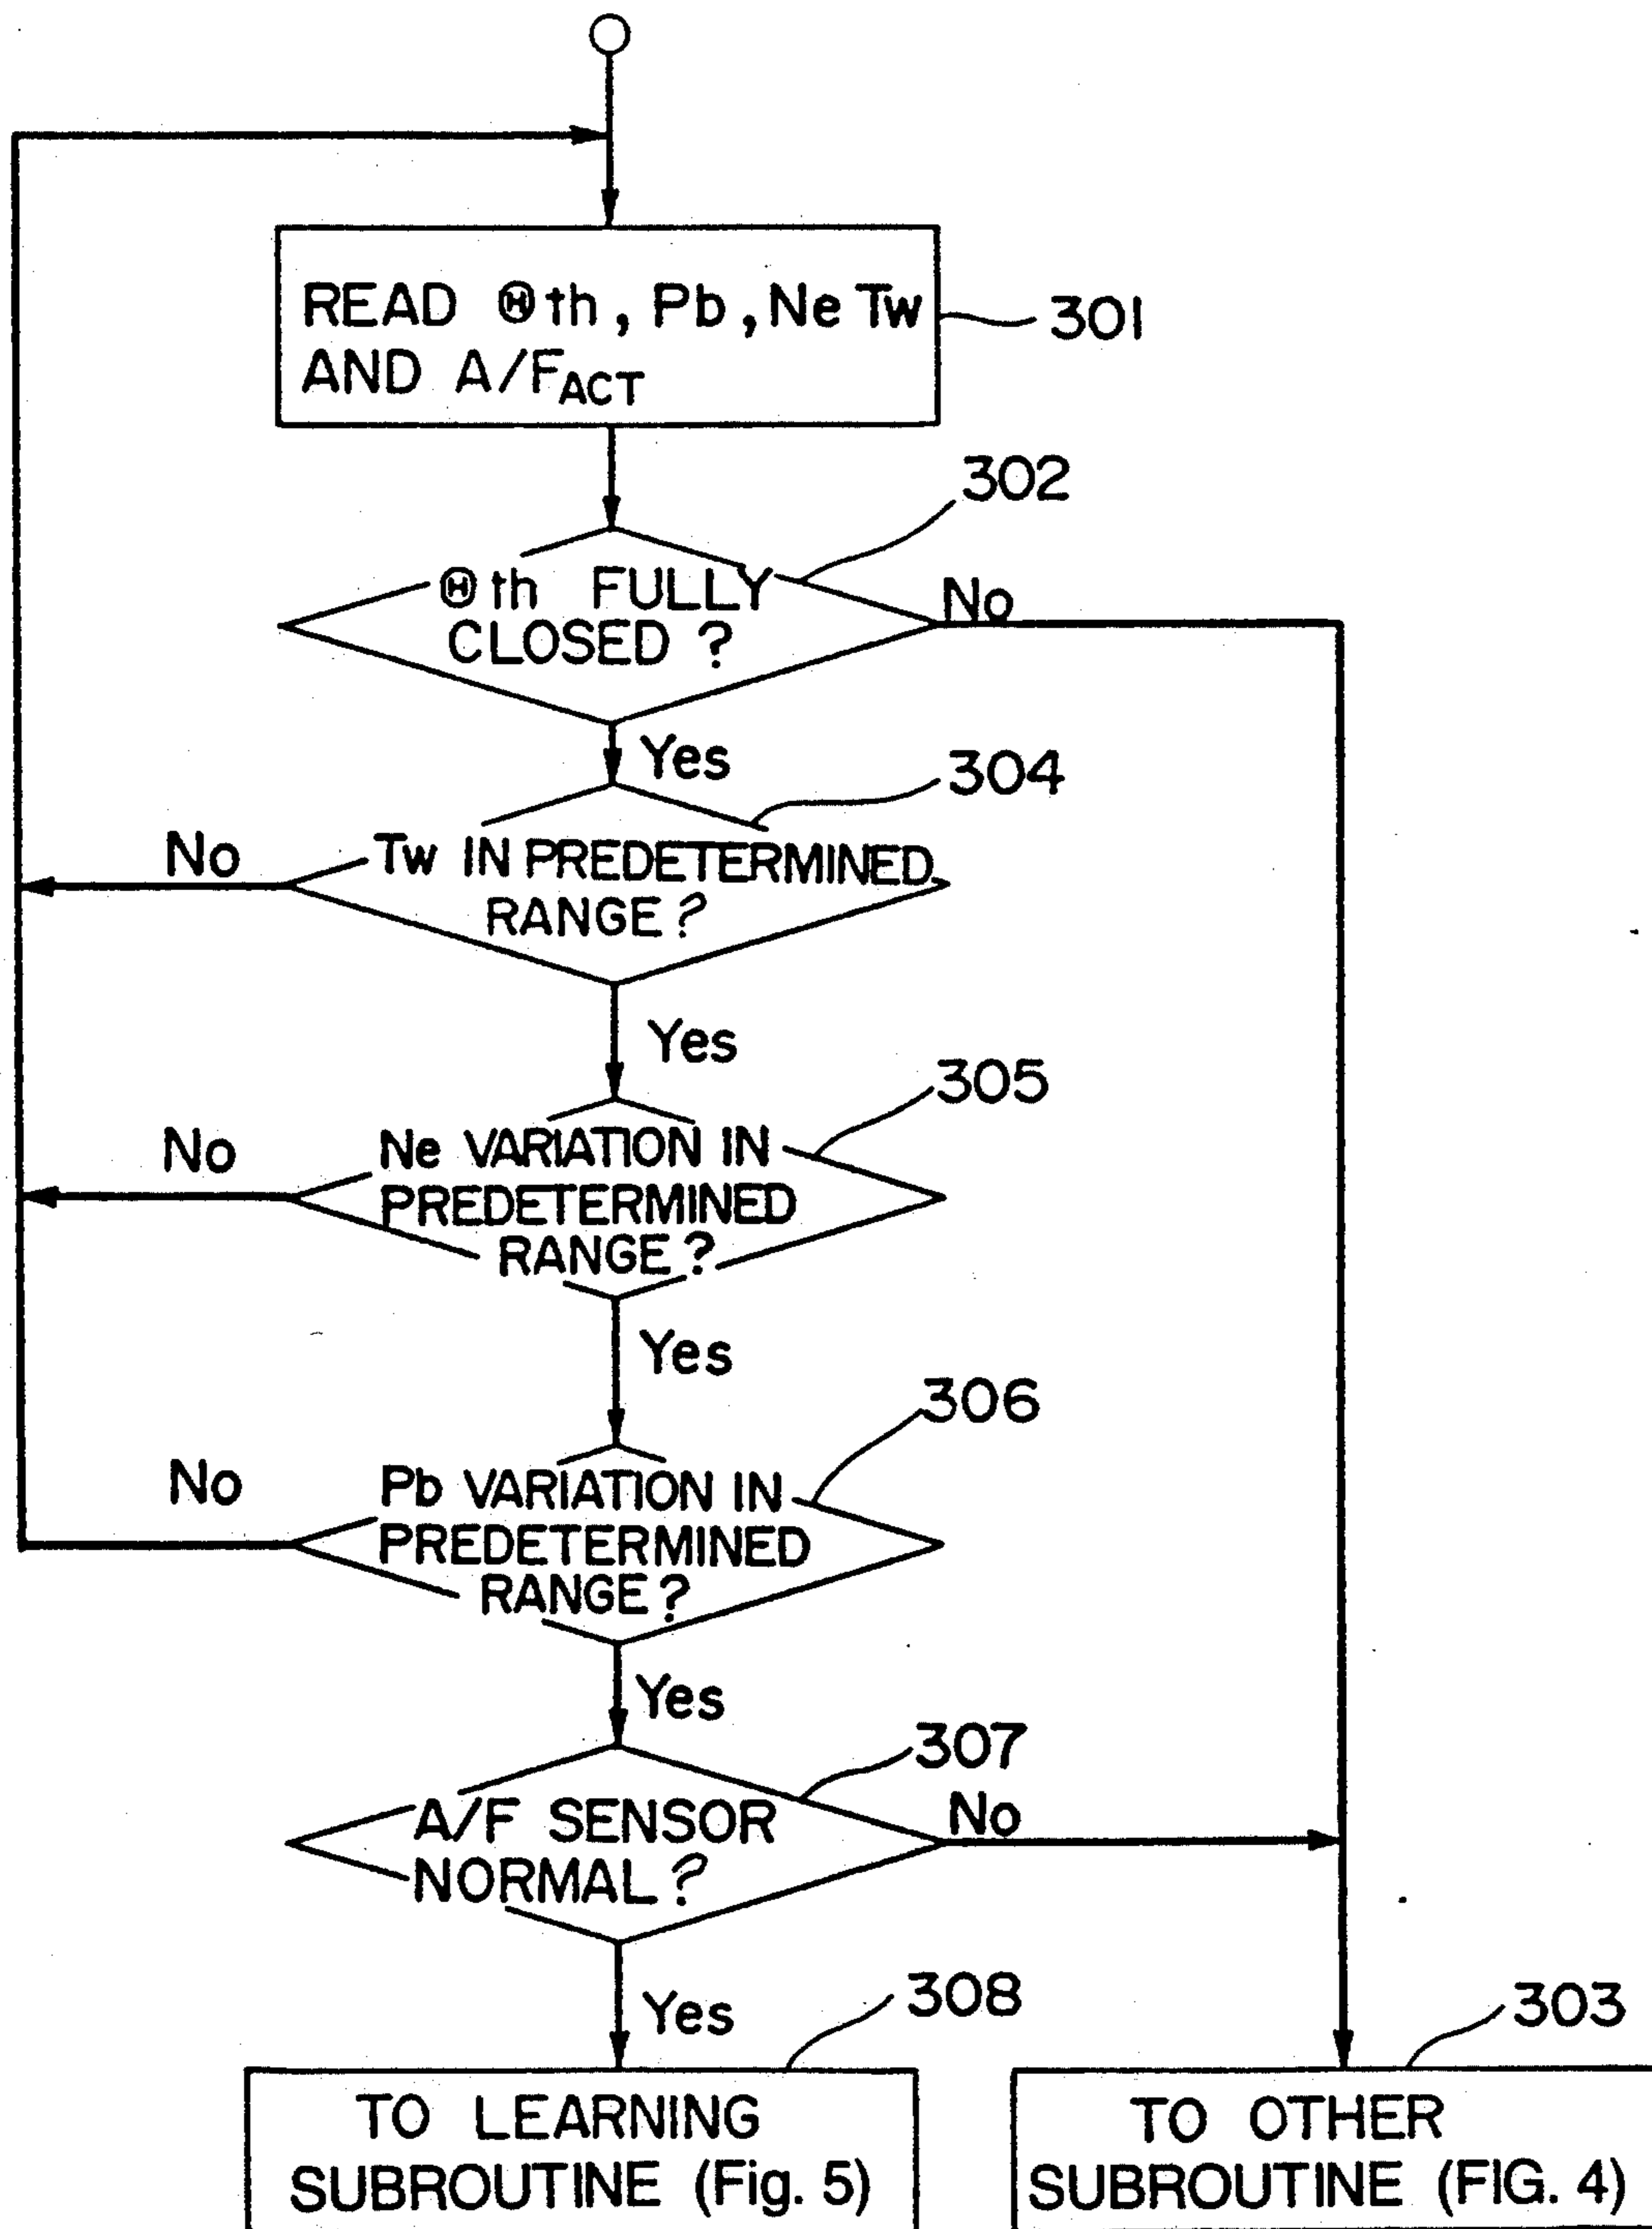 READ Θth, Pb, Ne Tw
AND A/FACT
301
302
Θth FULLY
CLOSED ?
No
Yes
304
No
Tw IN PREDETERMINED
RANGE?
Yes
305
No
Ne VARIATION IN
PREDETERMINED
RANGE?
Yes
306
No
Pb VARIATION IN
PREDETERMINED
RANGE?
Yes
307
A/F SENSOR
NORMAL?
No
Yes
308
303
TO LEARNING
SUBROUTINE (Fig. 5)
TO OTHER
SUBROUTINE (FIG. 4)